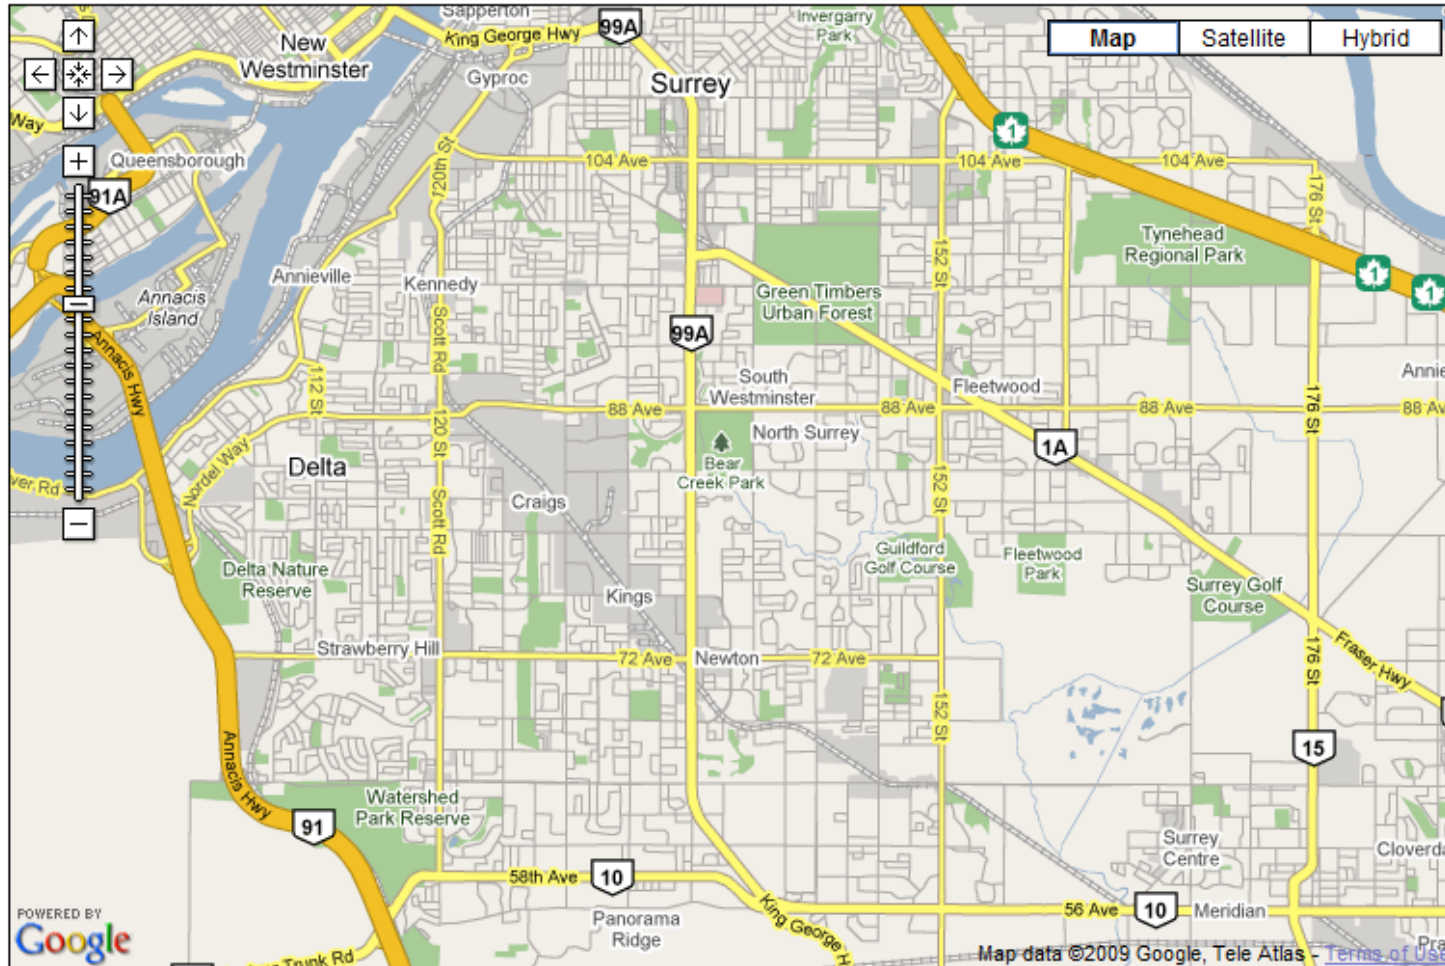 Sapperton
King George Hwy
99A
Invergarry
Park
Map
Satellite
Hybrid
New
Westminster
Gyproc
Surrey
Way
1
Queensborough
720th St
104 Ave
104 Ave
104 Ave
91A
176 St
Tynehead
Regional Park
152 St
Annieville
Kennedy
1
1
Annacis
Island
Green Timbers
Urban Forest
Scott Rd
99A
Annacis Hwy
112 St
South
Westminster
Fleetwood
Annie
176 St
88 Ave
88 Ave
88 Ave
88 Av
120 St
North Surrey
1A
Nordel Way
Delta
Bear
Creek Park
ver Rd
152 St
Craigs
Scott Rd
Guildford
Golf Course
Fleetwood
Park
Delta Nature
Reserve
Surrey Golf
Course
Kings
Strawberry Hill
72 Ave
Newton
72 Ave
176 St
Fraser Hwy
152 St
15
Annacis Hwy
Watershed
Park Reserve
91
Surrey
Centre
Cloverda
58th Ave
10
King George H
56 Ave
10
Meridian
POWERED BY
Google
Panorama
Ridge
Trunk Rd
Pra
Map data ©2009 Google, Tele Atlas - Terms of Use